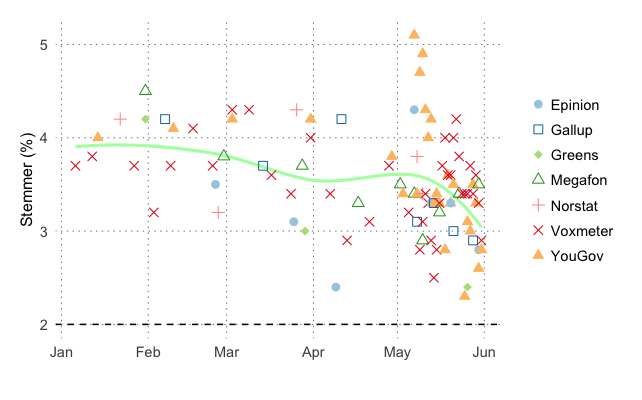 Stemmer (%)
5
4
3
2
Jan Feb Mar Apr May Jun
Epinion
Gallup
Greens
Megafon
Norstat
Voxmeter
YouGov